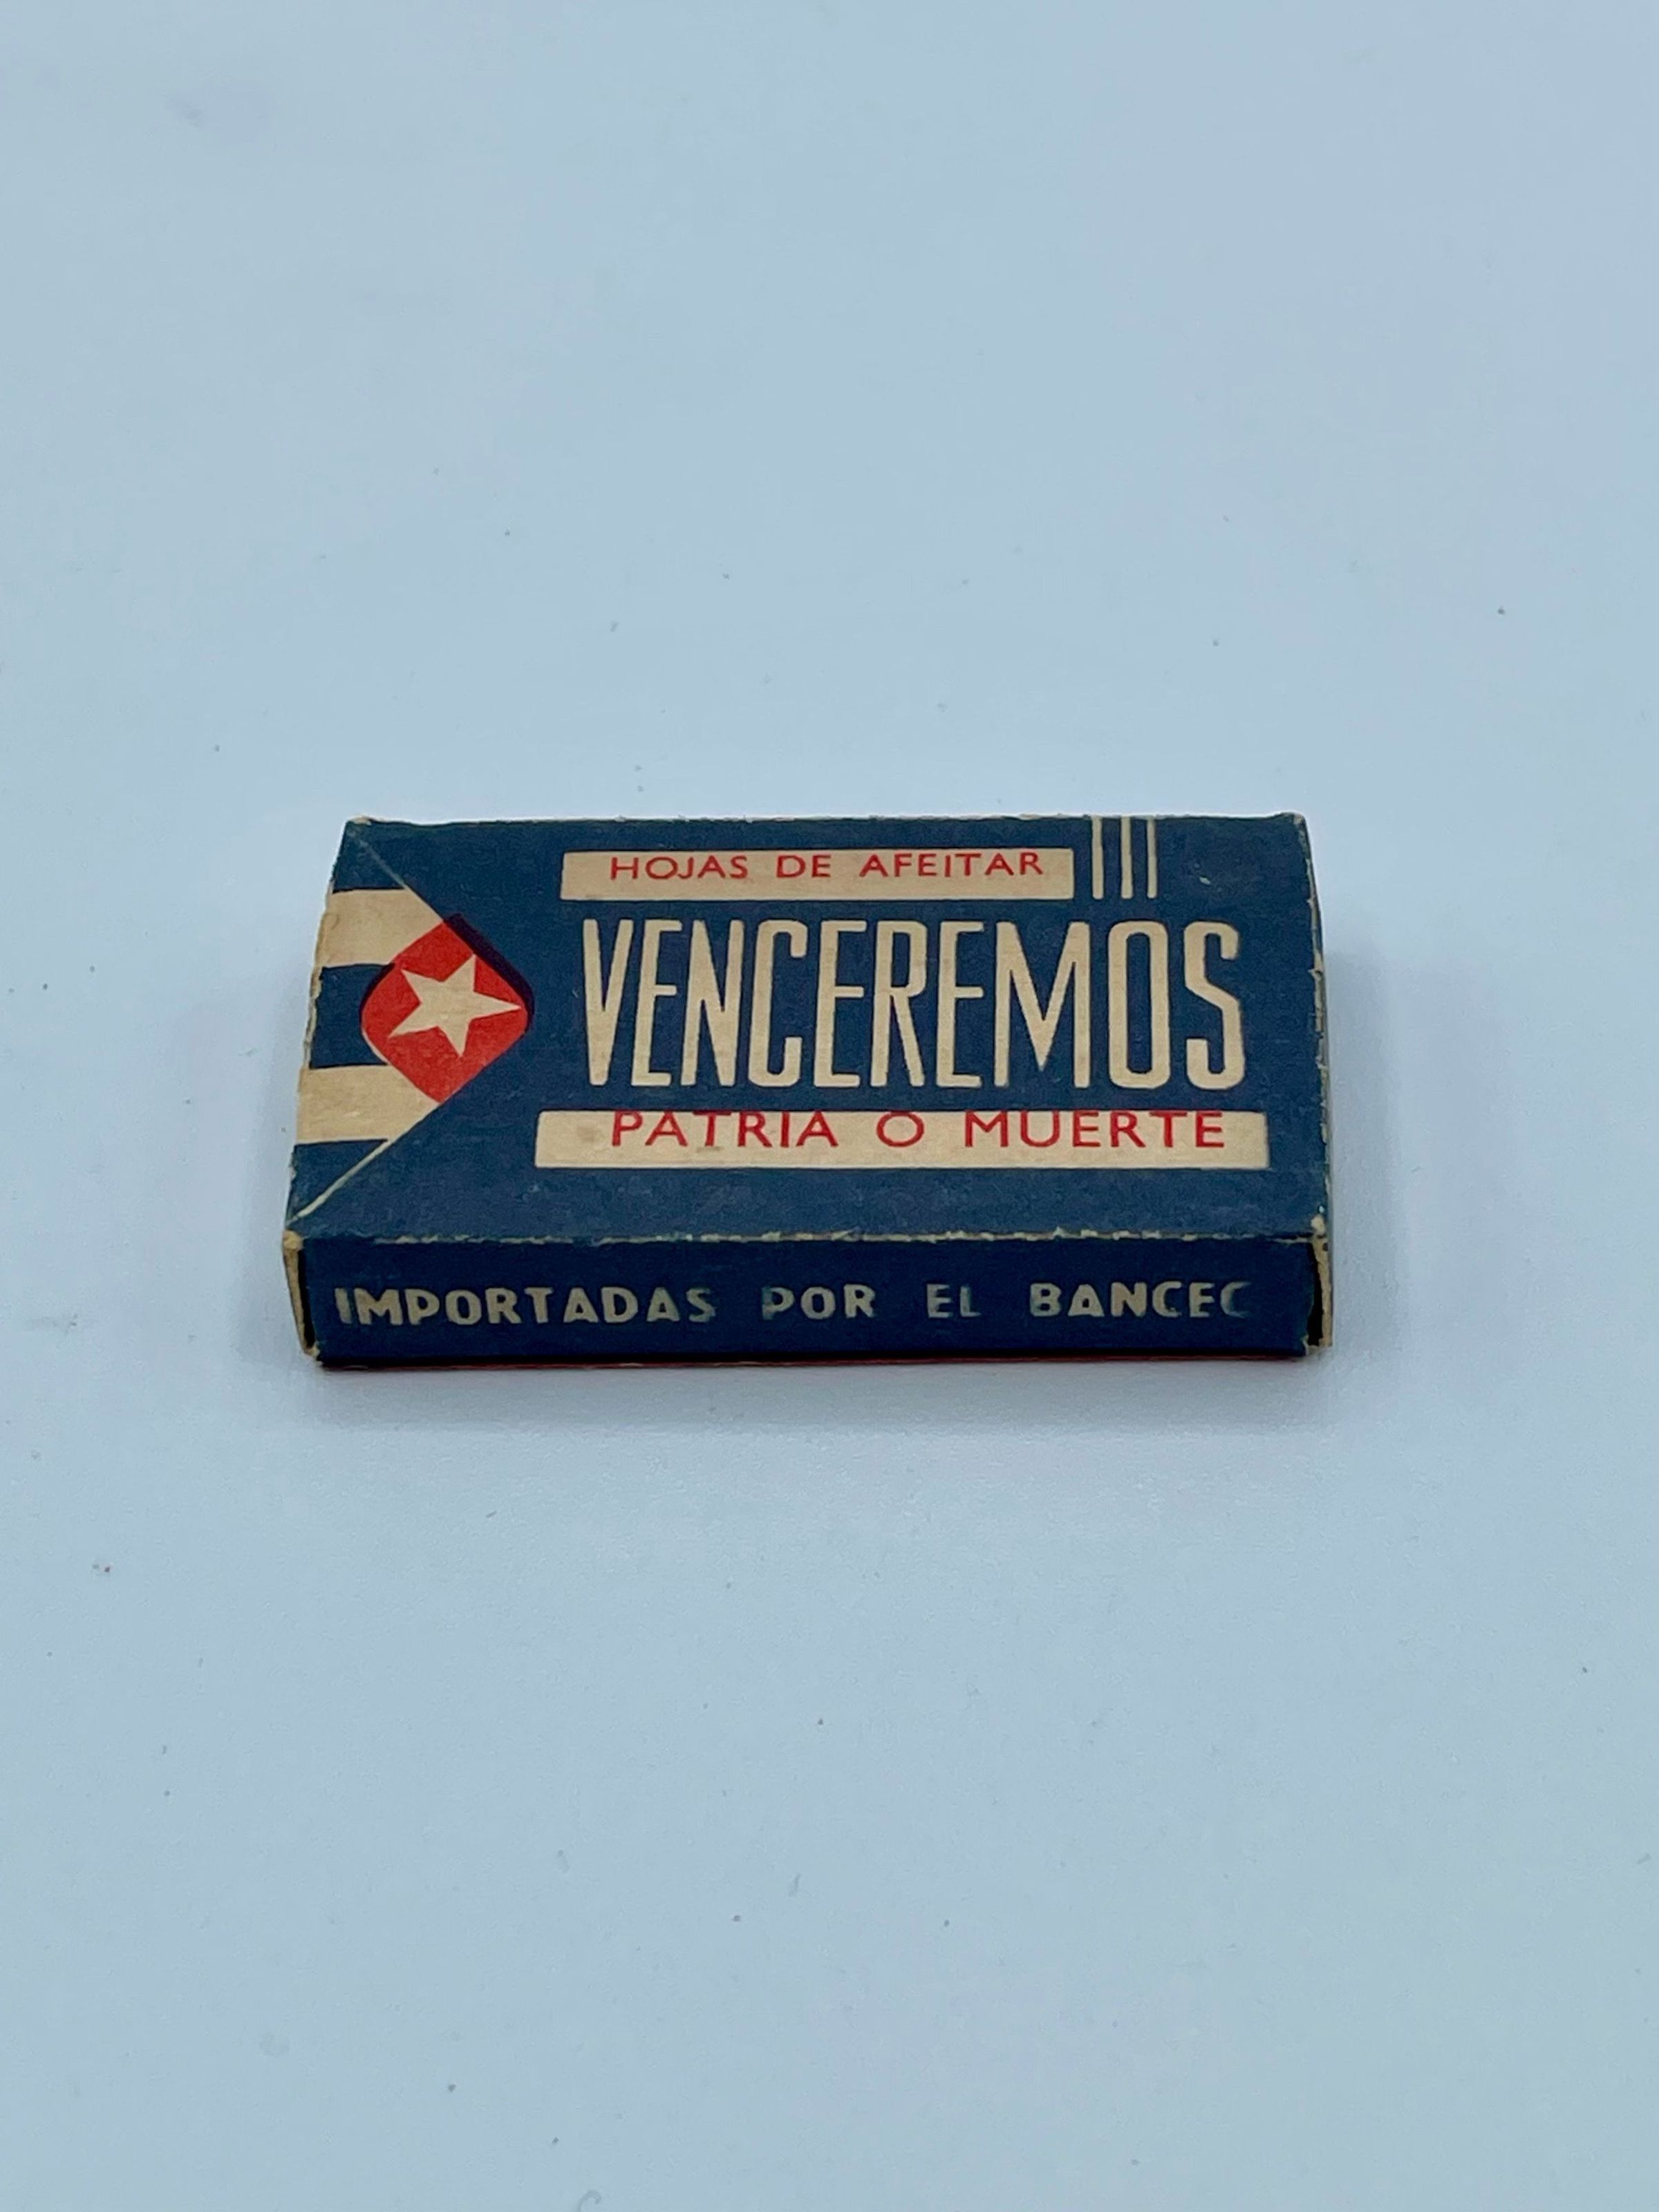 HOJAS DE AFEITAR
VENCEREMOS
PATRIA O MUERTE
IMPORTADAS POR EL BANCEC